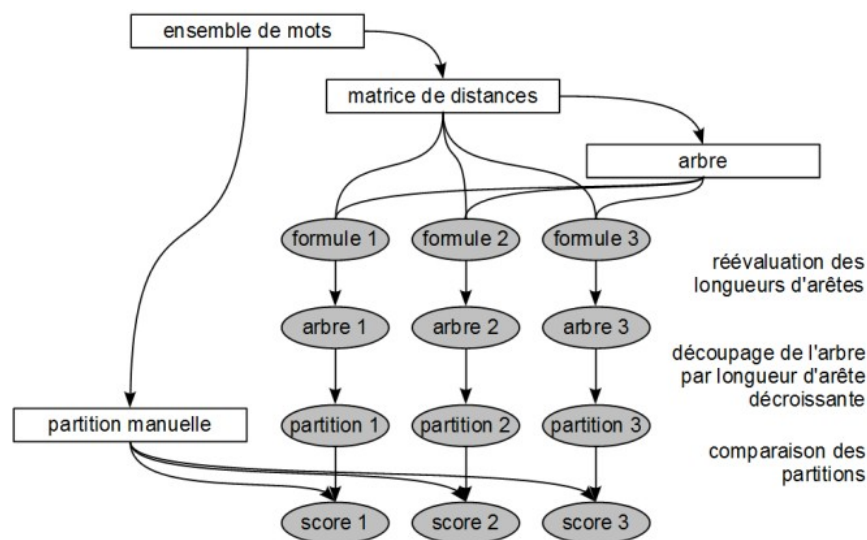 ensemble de mots
matrice de distances
arbre
formule 1
formule 2
formule 3
réévaluation des
longueurs d'arêtes
arbre 1
arbre 2
arbre 3
découpage de l'arbre
par longueur d'arête
décroissante
partition manuelle
partition 1
partition 2
partition 3
comparaison des
partitions
score 1
score 2
score 3